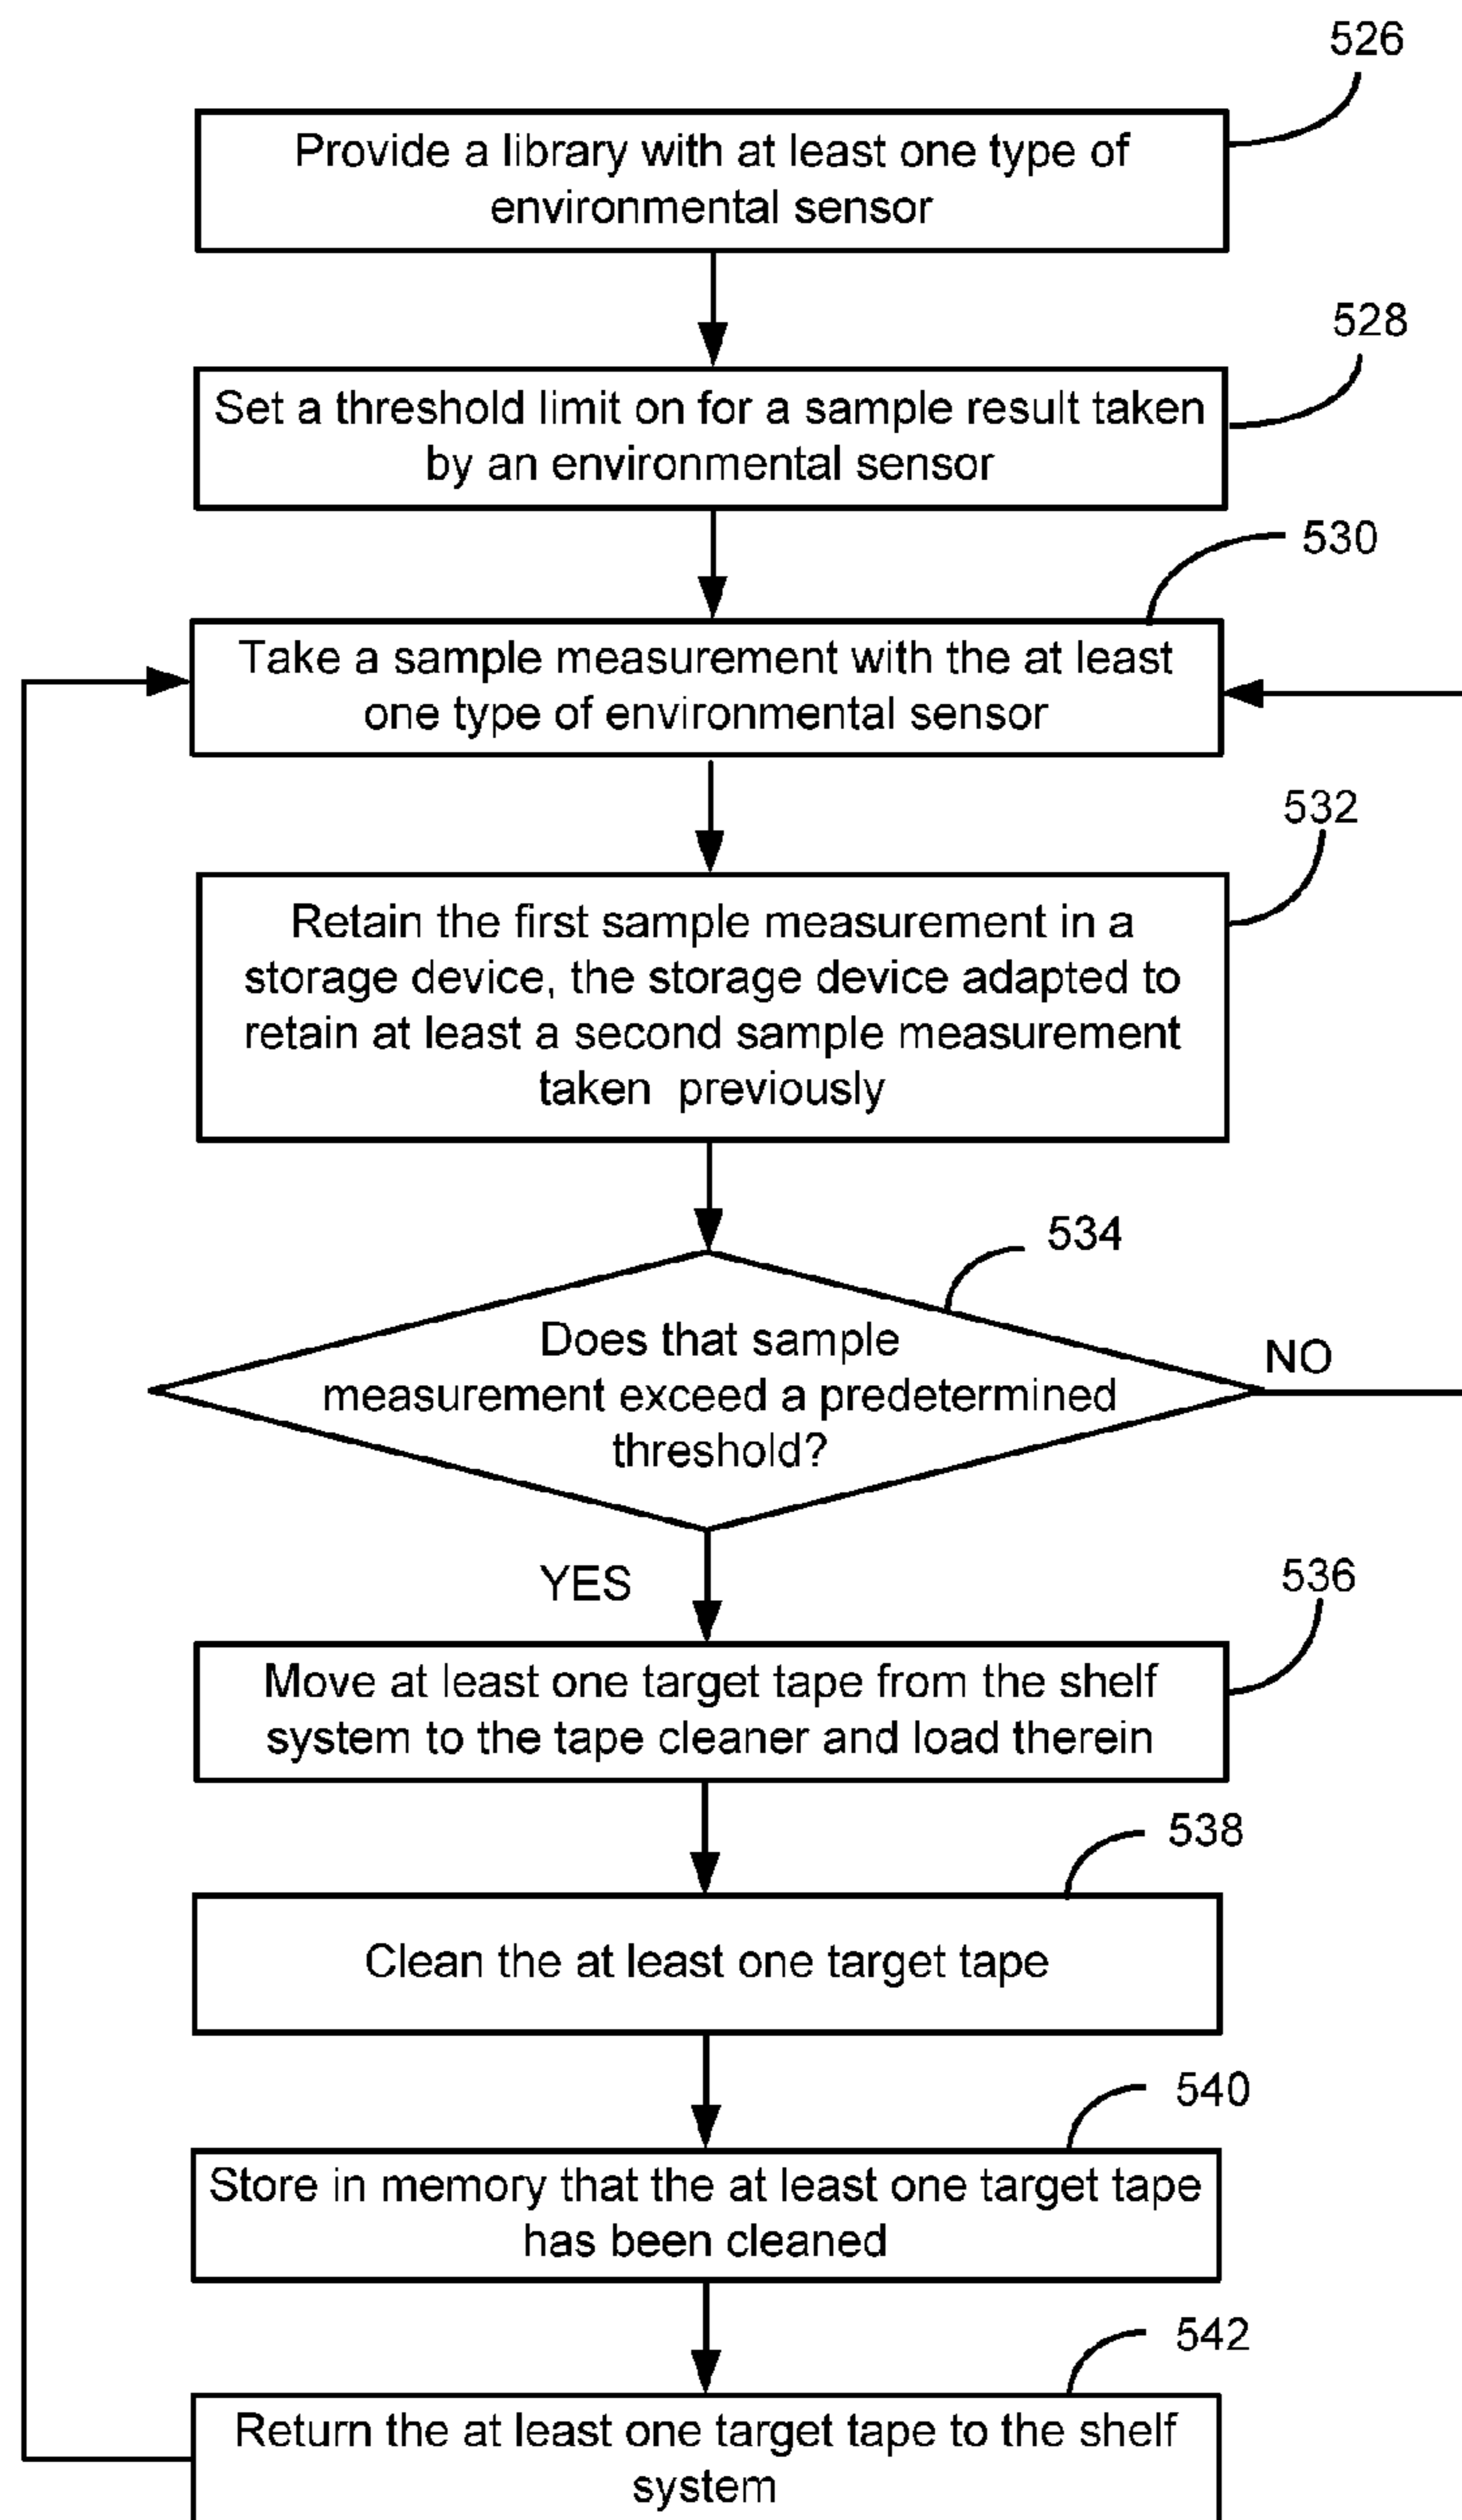 526
Provide a library with at least one type of
environmental sensor
528
Set a threshold limit on for a sample result taken
by an environmental sensor
530
Take a sample measurement with the at least
one type of environmental sensor
532
Retain the first sample measurement in a
storage device, the storage device adapted to
retain at least a second sample measurement
taken previously
534
Does that sample
measurement exceed a predetermined
threshold?
NO
YES
536
Move at least one target tape from the shelf
system to the tape cleaner and load therein
538
Clean the at least one target tape
540
Store in memory that the at least one target tape
has been cleaned
542
Return the at least one target tape to the shelf
system